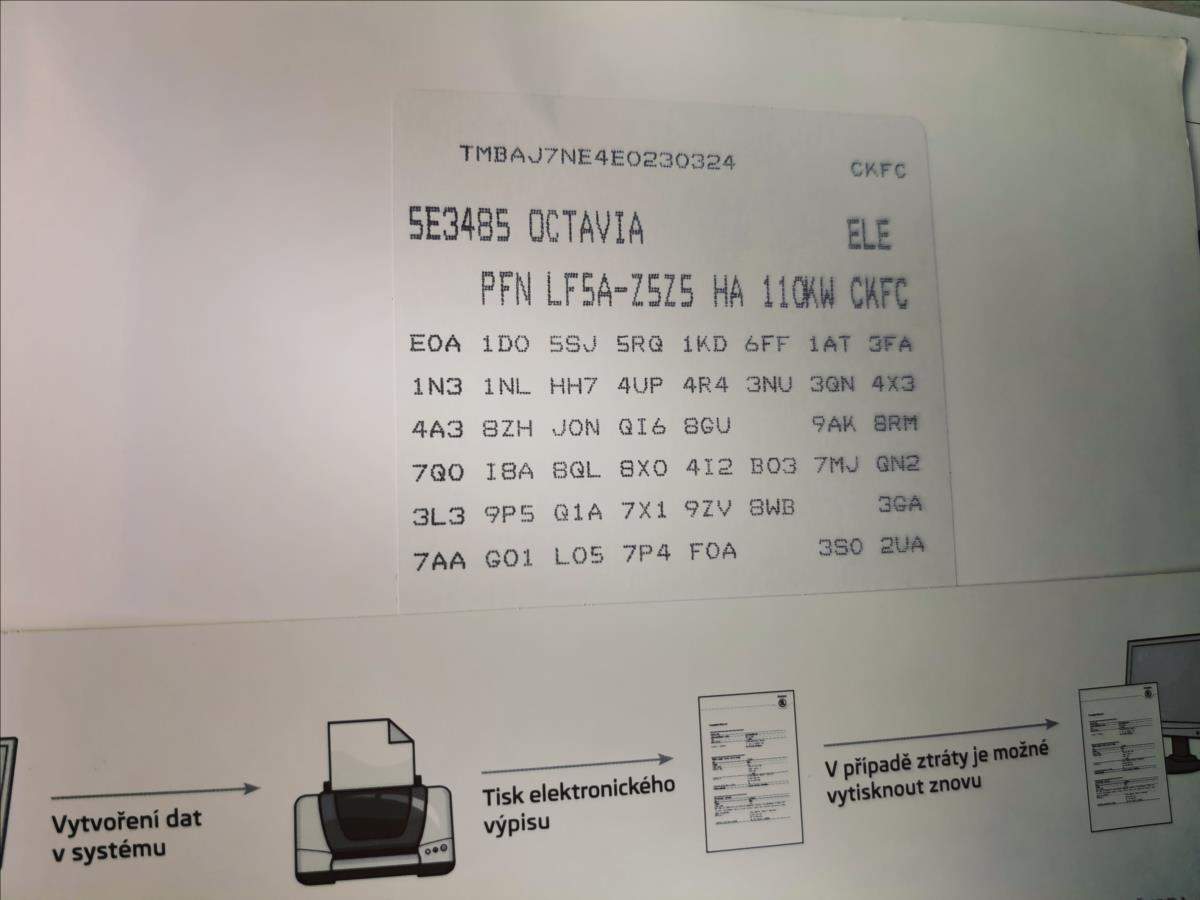 TMBAJ7NE4E0230324 CKFC
5E3485 OCTAVIA ELE
PFN LF5A-Z5Z5 HA 110KW CKFC
E0A 1D0 5SJ 5RQ 1KD 6FF 1AT 3FA
1N3 1NL HH7 4UP 4R4 3NU 3QN 4X3
4A3 8ZH J0N QI6 8GU 9AK 8RM
7Q0 I8A 8QL 8X0 4I2 B03 7MJ QN2
3L3 9P5 Q1A 7X1 9ZV 8WB 3GA
7AA G01 L05 7P4 F0A 3S0 2UA
Vytvoření dat
v systému
Tisk elektronického
výpisu
V případě ztráty je možné
vytisknout znovu